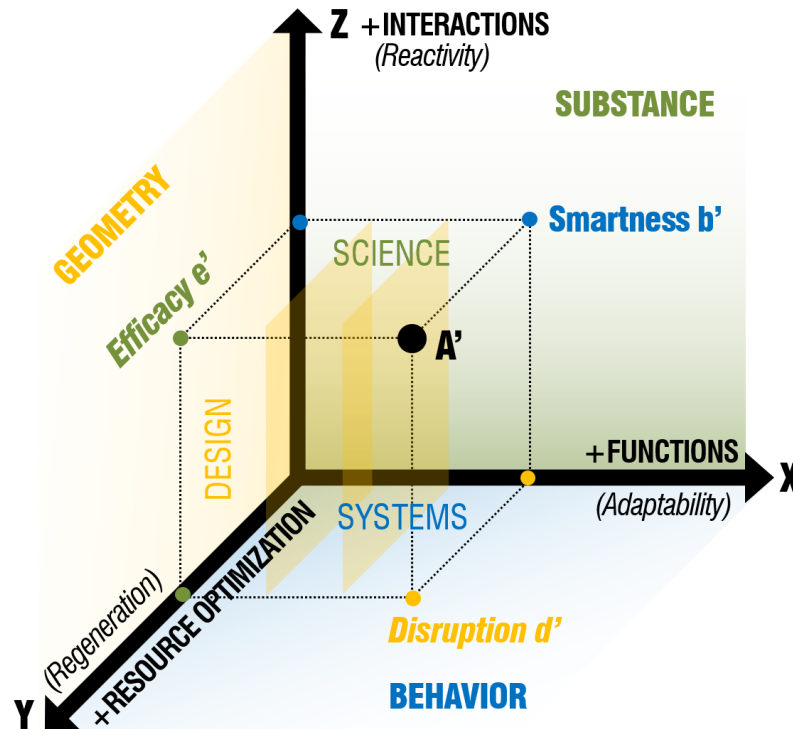 Z +INTERACTIONS
(Reactivity)
SUBSTANCE
GEOMETRY
Smartness b’
SCIENCE
Efficacy e’
A’
DESIGN
+FUNCTIONS
X
(Adaptability)
SYSTEMS
(Regeneration)
+RESOURCE OPTIMIZATION
Disruption d’
BEHAVIOR
Y